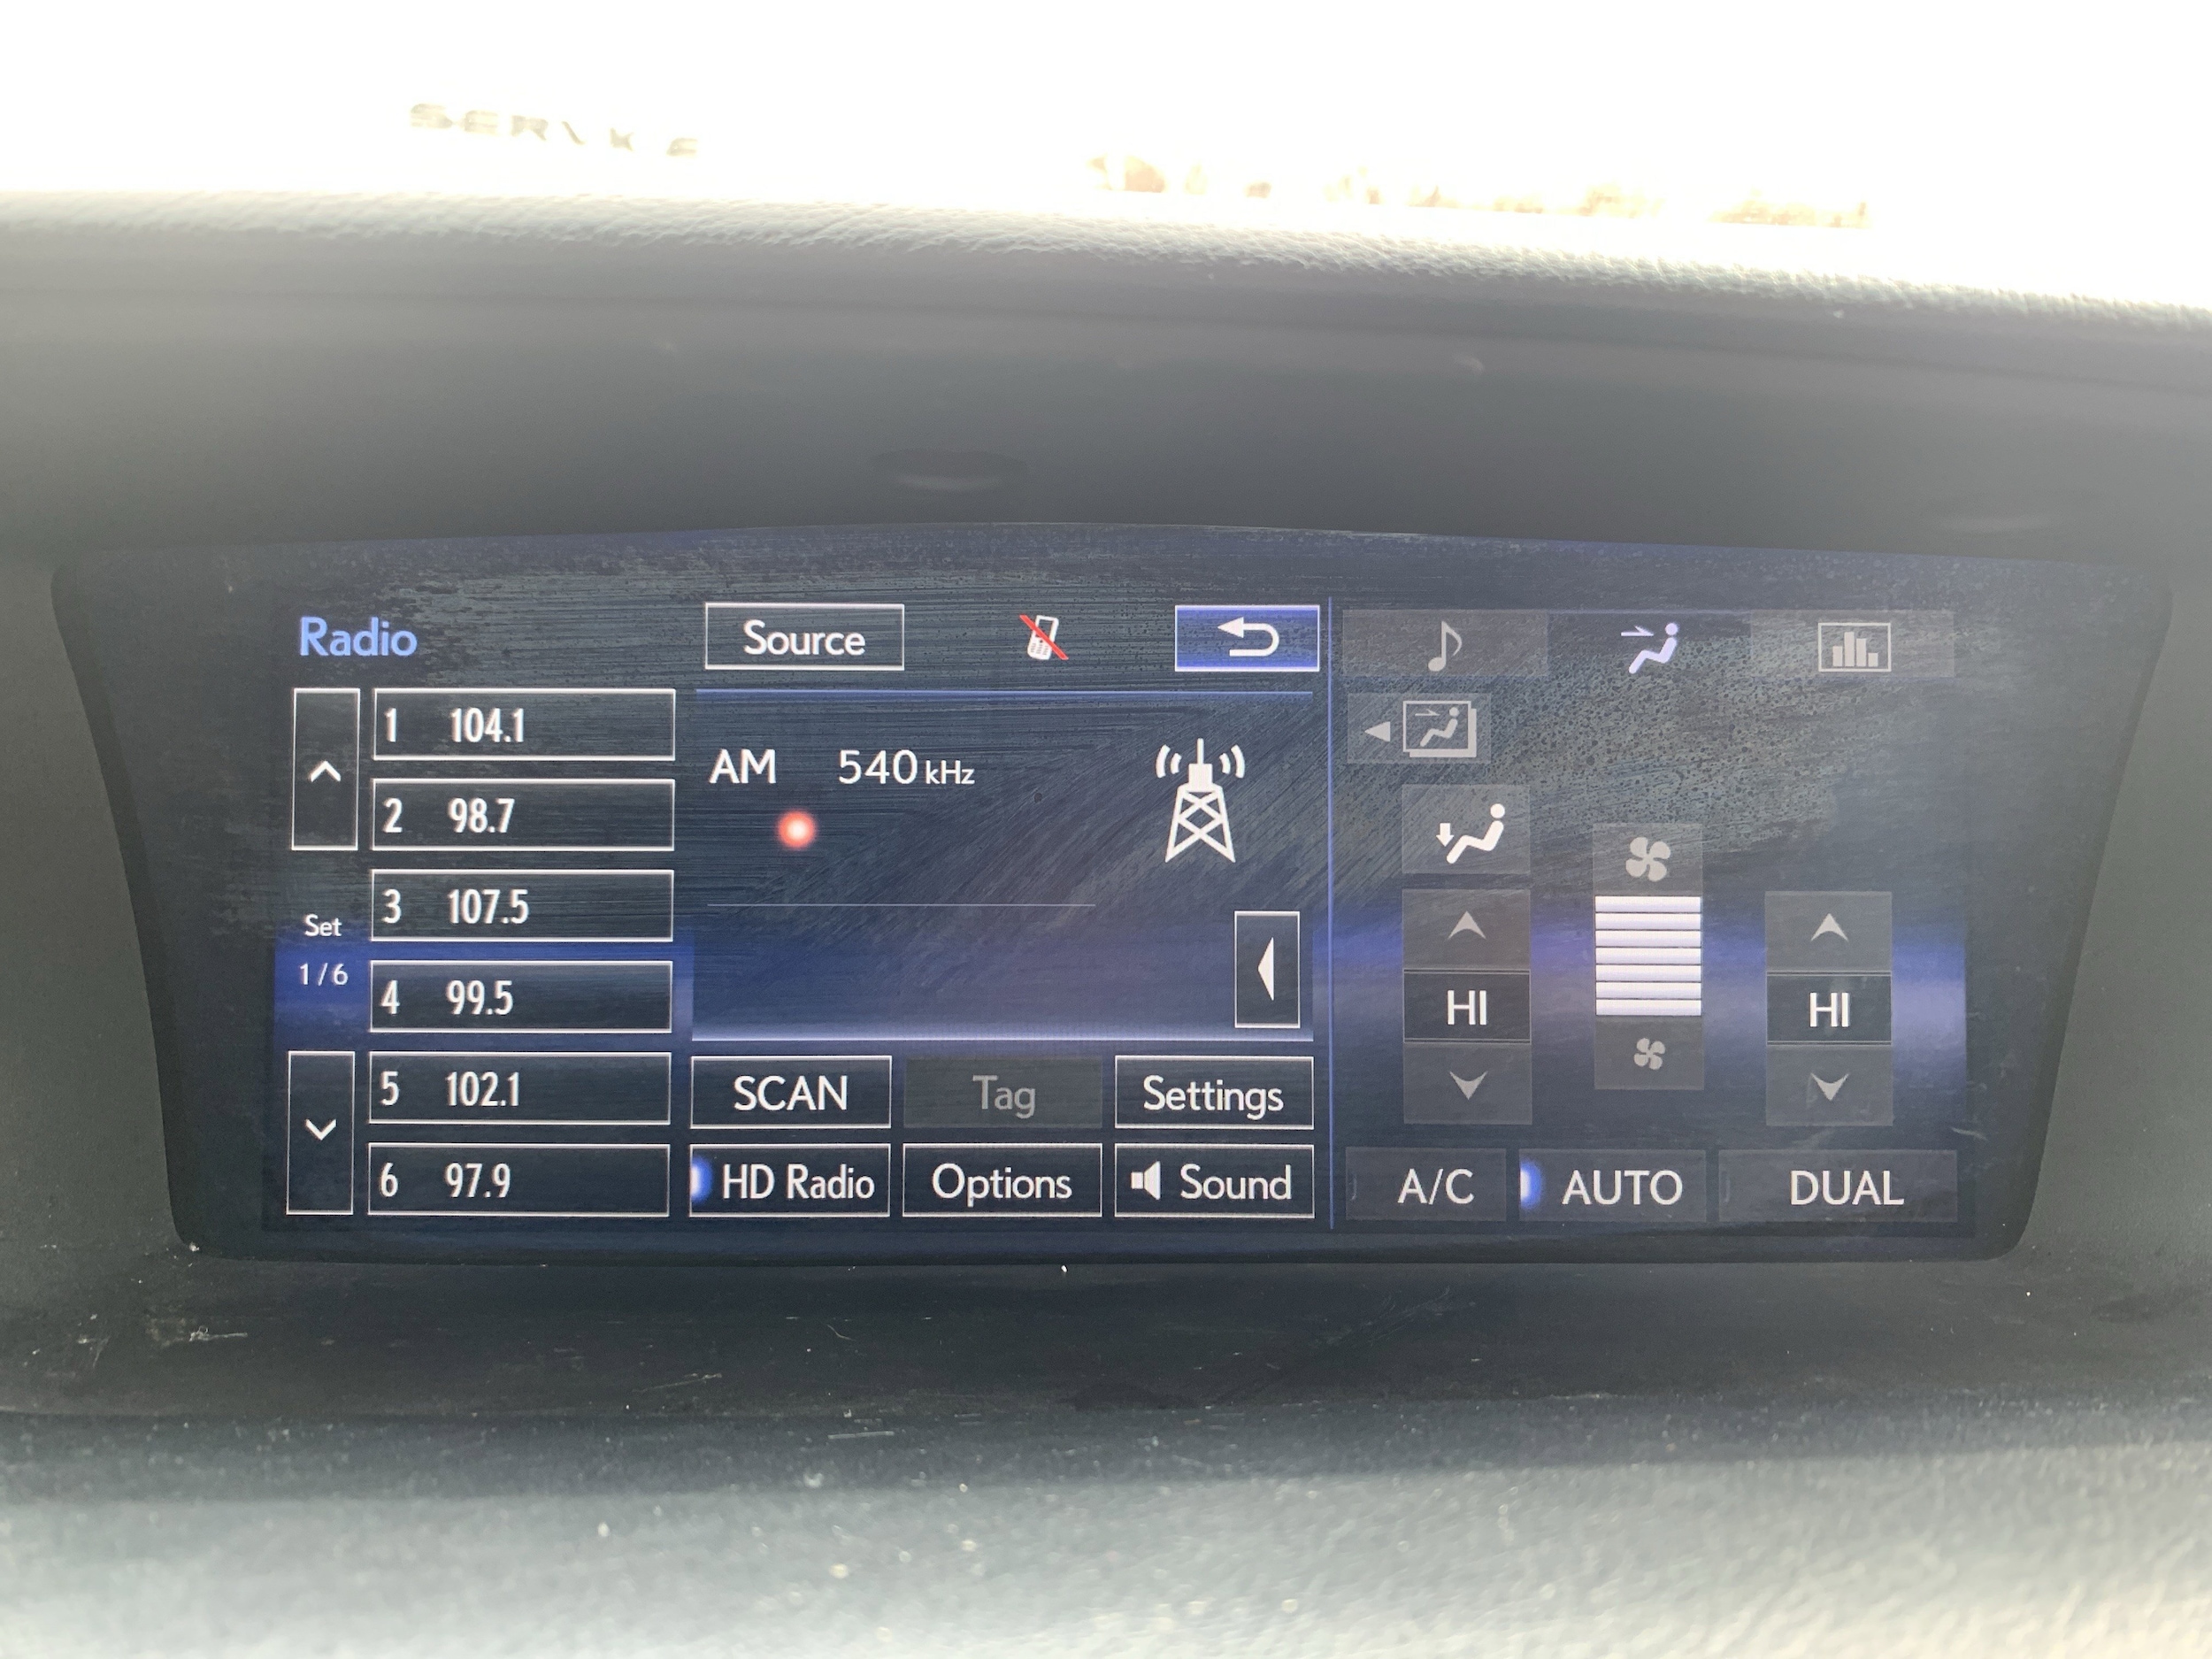 Radio
Source
1 104.1
2 98.7
3 107.5
4 99.5
5 102.1
6 97.9
Set
1/6
AM 540 kHz
SCAN
Tag
Settings
HD Radio
Options
Sound
HI
HI
A/C
AUTO
DUAL